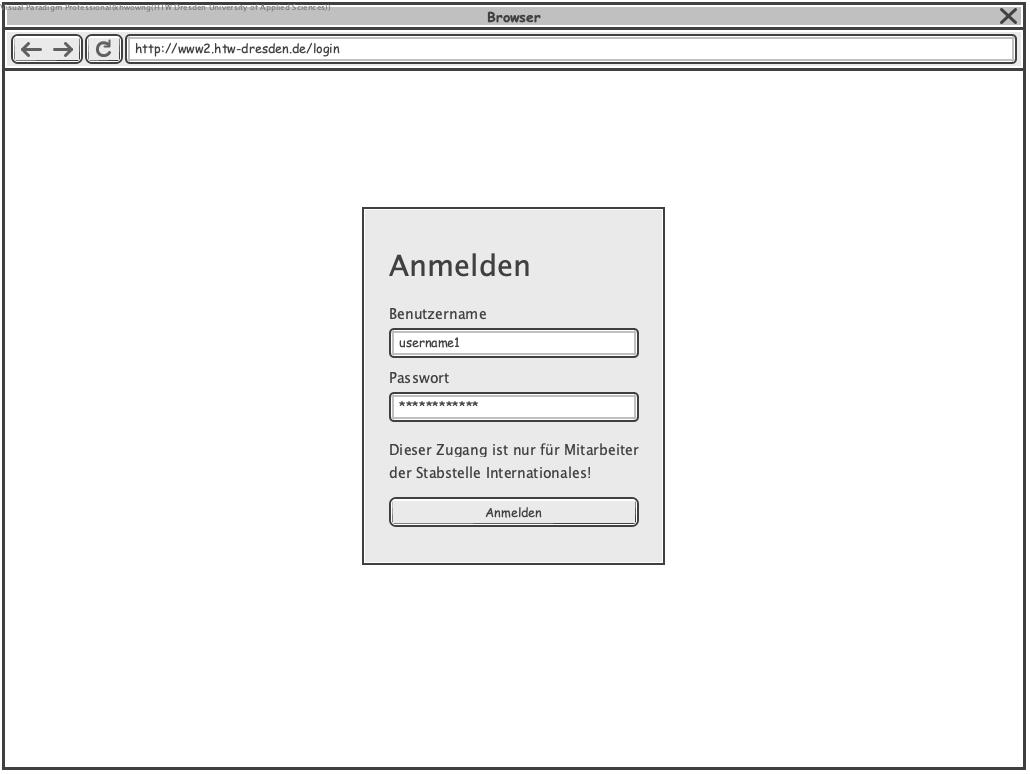 Visual Paradigm Professional(khwowng(HTW Dresden University of Applied Sciences))
Browser
http://www2.htw-dresden.de/login
Anmelden
Benutzername
username1
Passwort
************
Dieser Zugang ist nur für Mitarbeiter
der Stabstelle Internationales!
Anmelden